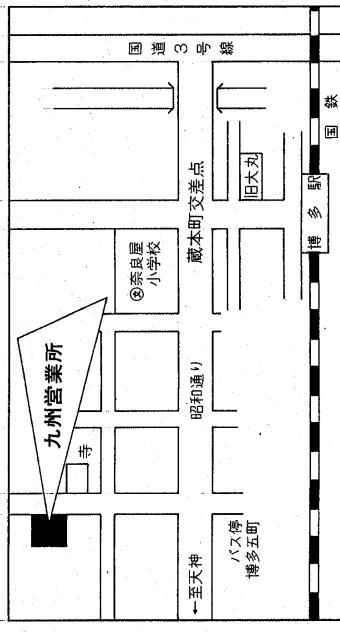 国道3号線
国鉄
博多駅
旧大丸
蔵本町交差点
㊫奈良屋
小学校
九州営業所
昭和通り
寺
バス停
博多五町
←至天神